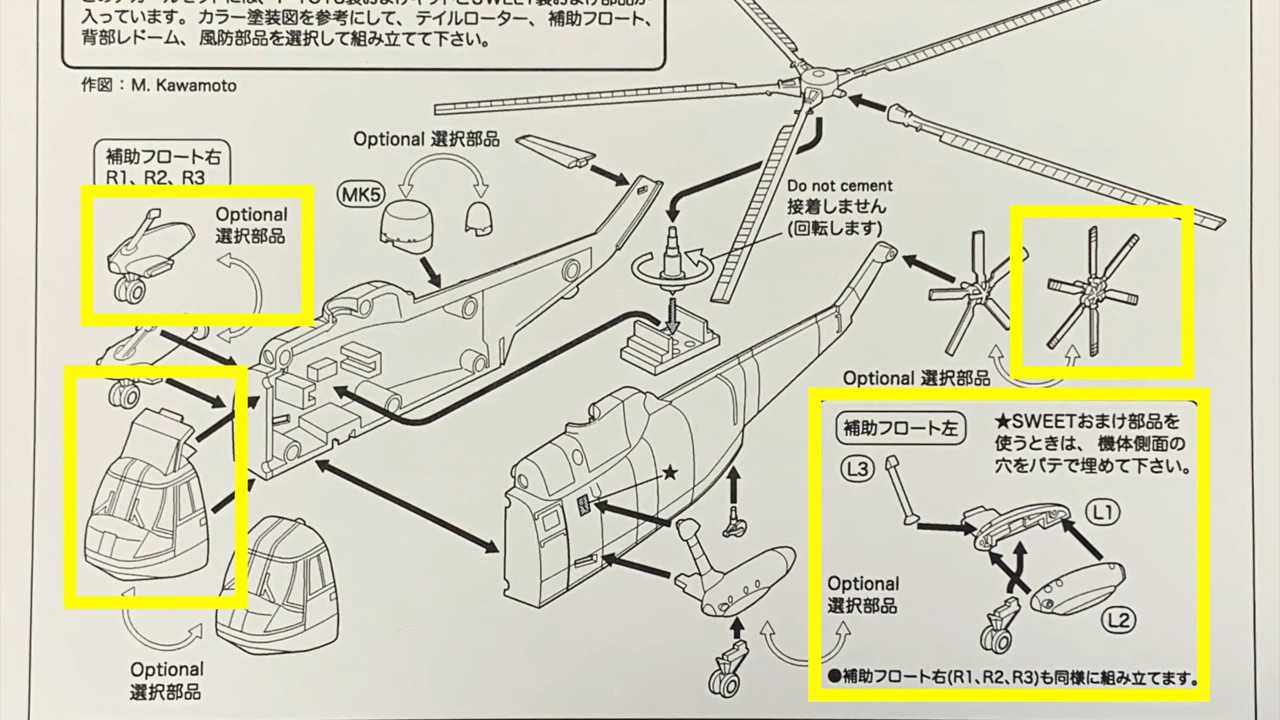 入っています。カラー塗装図を参考にして、テイルローター、補助フロート、
背部レドーム、風防部品を選択して組み立てて下さい。
作図：M. Kawamoto
補助フロート右
R1、R2、R3
Optional
選択部品
Optional 選択部品
MK5
Do not cement
接着しません
(回転します)
Optional 選択部品
補助フロート左
★SWEETおまけ部品を
使うときは、機体側面の
穴をパテで埋めて下さい。
L3
L1
L2
★
Optional
選択部品
Optional
選択部品
●補助フロート右(R1、R2、R3)も同様に組み立てます。